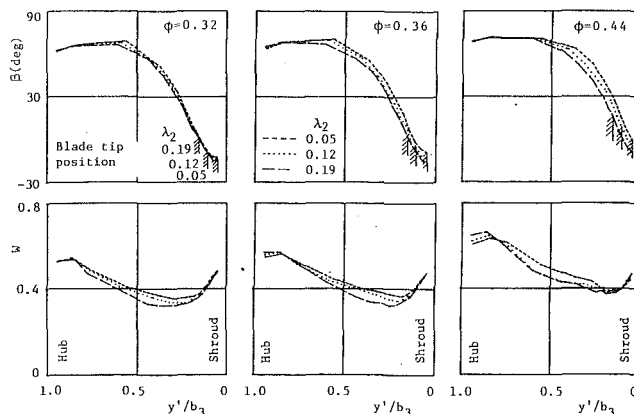 90
30
-30
β(deg)
φ=0.32
φ=0.36
φ=0.44
Blade tip
position
λ2
0.19
0.12
0.05
λ2
0.05
0.12
0.19
0.8
0.4
0
W
Hub
Shroud
Hub
Shroud
Hub
Shroud
1.0 0.5 0
1.0 0.5 0
1.0 0.5 0
y'/b3
y'/b3
y'/b3